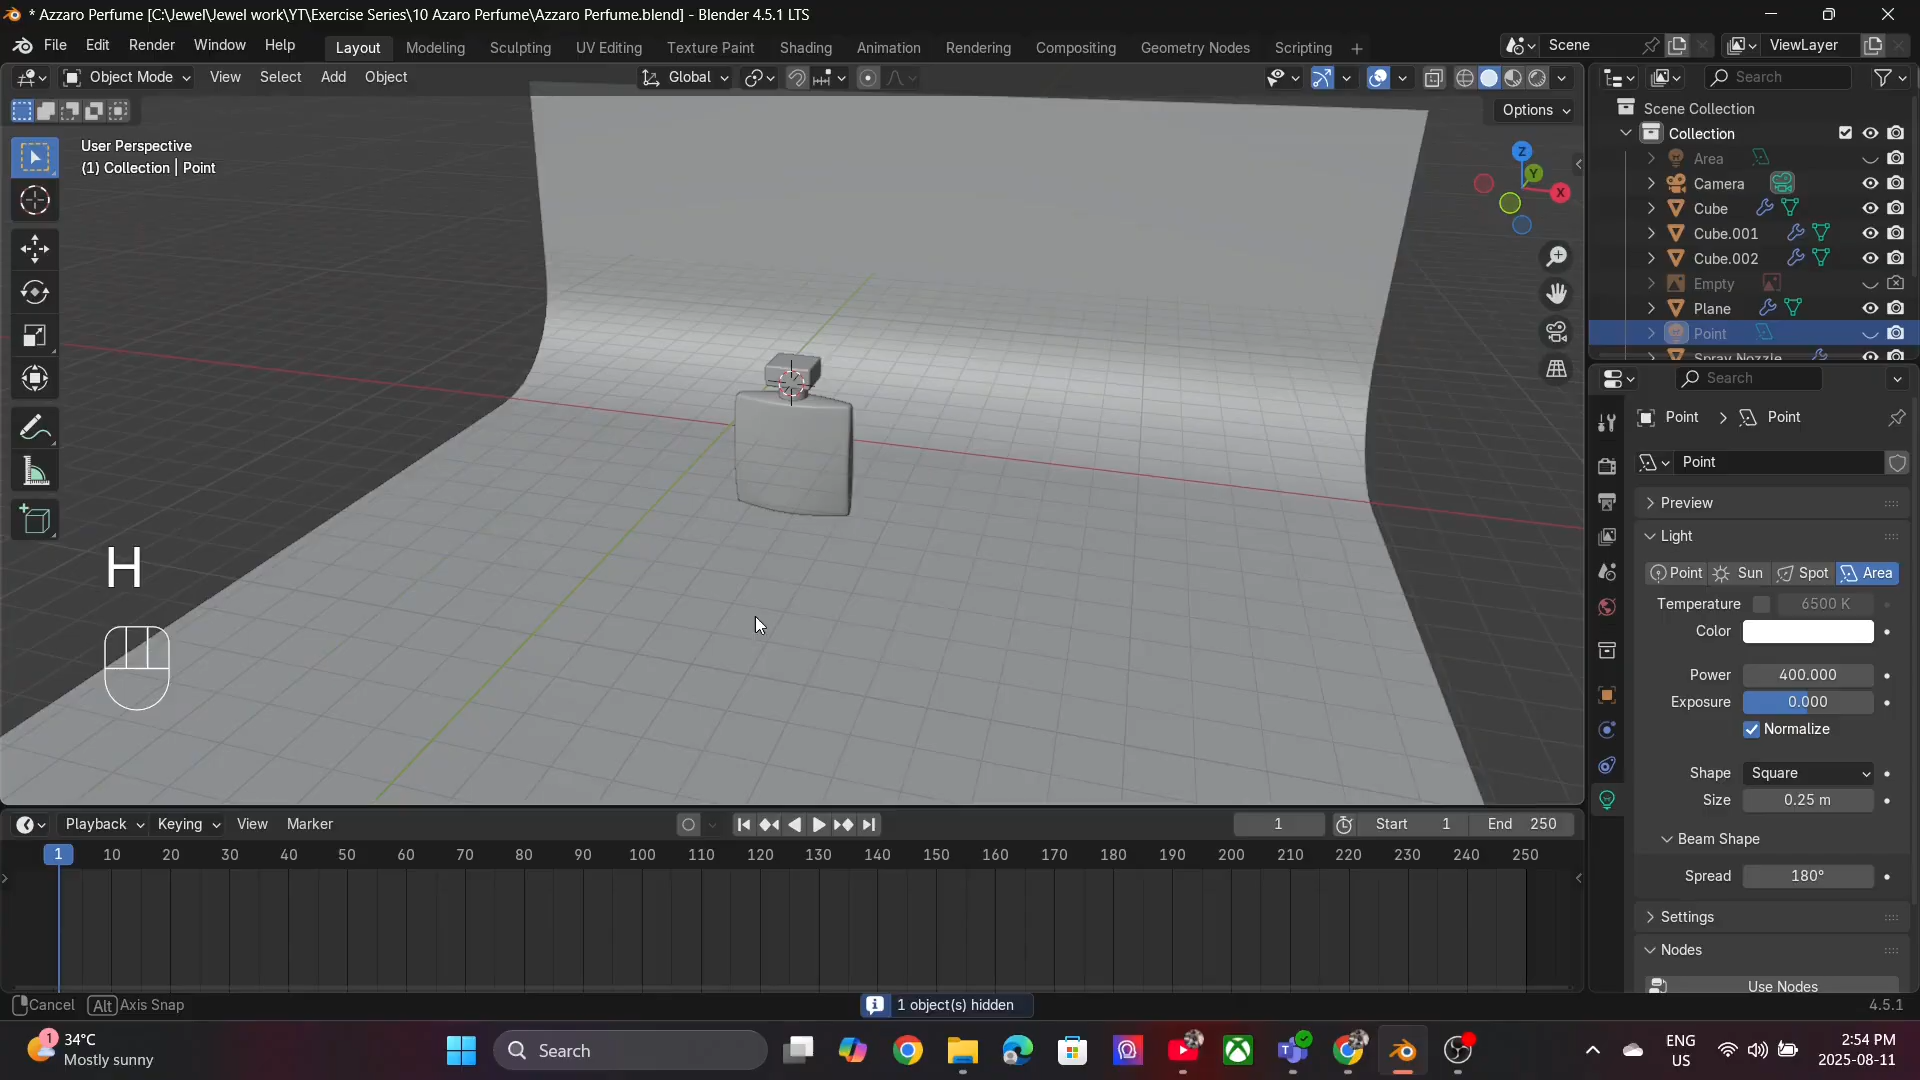 * Azzaro Perfume [C:\Jewel\Jewel work\YT\Exercise Series\10 Azaro Perfume\Azzaro Perfume.blend] - Blender 4.5.1 LTS
File Edit Render Window Help Layout Modeling Sculpting UV Editing Texture Paint Shading Animation Rendering Compositing Geometry Nodes Scripting + Scene ViewLayer
Object Mode View Select Add Object Global Search
Options
Scene Collection
Collection
Area
Camera
Cube
Cube.001
Cube.002
Empty
Plane
Point
Spray Nozzle
User Perspective
(1) Collection | Point
Z
Y
X
H
Search
Point > Point
Point
Preview
Light
Point Sun Spot Area
Temperature 6500 K
Color
Power 400.000
Exposure 0.000
Normalize
Shape Square
Size 0.25 m
Beam Shape
Spread 180°
Settings
Nodes
Use Nodes
Playback Keying View Marker 1 Start 1 End 250
1 10 20 30 40 50 60 70 80 90 100 110 120 130 140 150 160 170 180 190 200 210 220 230 240 250
Cancel Alt Axis Snap 1 object(s) hidden 4.5.1
1 34°C
Mostly sunny
Search
ENG
US
2:54 PM
2025-08-11